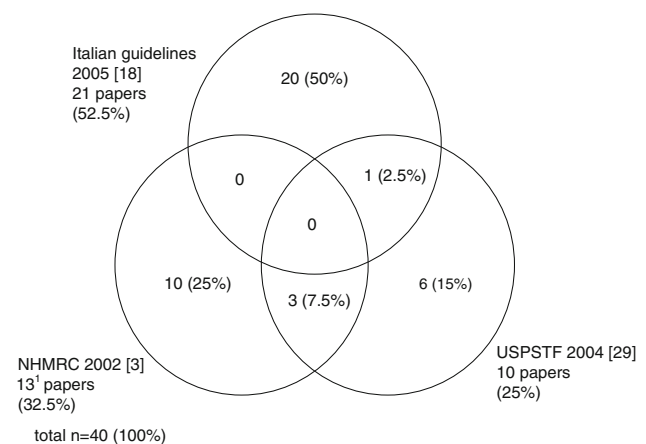 Italian guidelines
2005 [18]
21 papers
(52.5%)
20 (50%)
0
1 (2.5%)
0
10 (25%)
3 (7.5%)
6 (15%)
NHMRC 2002 [3]
13¹ papers
(32.5%)
USPSTF 2004 [29]
10 papers
(25%)
total n=40 (100%)